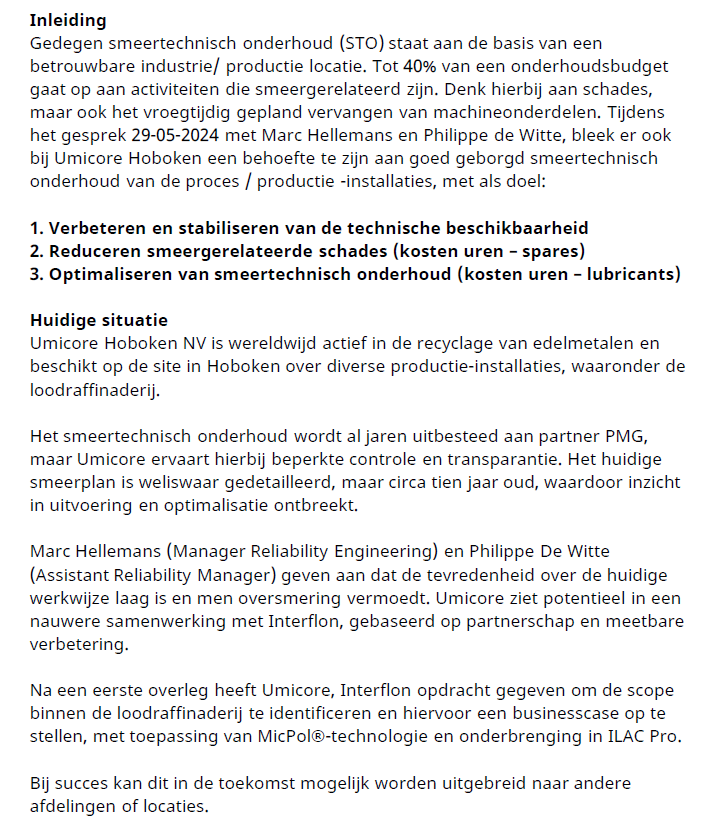 Inleiding
Gedegen smeertechnisch onderhoud (STO) staat aan de basis van een
betrouwbare industrie/ productie locatie. Tot 40% van een onderhoudsbudget
gaat op aan activiteiten die smeergerelateerd zijn. Denk hierbij aan schades,
maar ook het vroegtijdig gepland vervangen van machineonderdelen. Tijdens
het gesprek 29-05-2024 met Marc Hellemans en Philippe de Witte, bleek er ook
bij Umicore Hoboken een behoefte te zijn aan goed geborgd smeertechnisch
onderhoud van de proces / productie -installaties, met als doel:
1. Verbeteren en stabiliseren van de technische beschikbaarheid
2. Reduceren smeergerelateerde schades (kosten uren – spares)
3. Optimaliseren van smeertechnisch onderhoud (kosten uren – lubricants)
Huidige situatie
Umicore Hoboken NV is wereldwijd actief in de recyclage van edelmetalen en
beschikt op de site in Hoboken over diverse productie-installaties, waaronder de
loodraffinaderij.
Het smeertechnisch onderhoud wordt al jaren uitbesteed aan partner PMG,
maar Umicore ervaart hierbij beperkte controle en transparantie. Het huidige
smeerplan is weliswaar gedetailleerd, maar circa tien jaar oud, waardoor inzicht
in uitvoering en optimalisatie ontbreekt.
Marc Hellemans (Manager Reliability Engineering) en Philippe De Witte
(Assistant Reliability Manager) geven aan dat de tevredenheid over de huidige
werkwijze laag is en men oversmering vermoedt. Umicore ziet potentieel in een
nauwere samenwerking met Interflon, gebaseerd op partnerschap en meetbare
verbetering.
Na een eerste overleg heeft Umicore, Interflon opdracht gegeven om de scope
binnen de loodraffinaderij te identificeren en hiervoor een businesscase op te
stellen, met toepassing van MicPol®-technologie en onderbrenging in ILAC Pro.
Bij succes kan dit in de toekomst mogelijk worden uitgebreid naar andere
afdelingen of locaties.